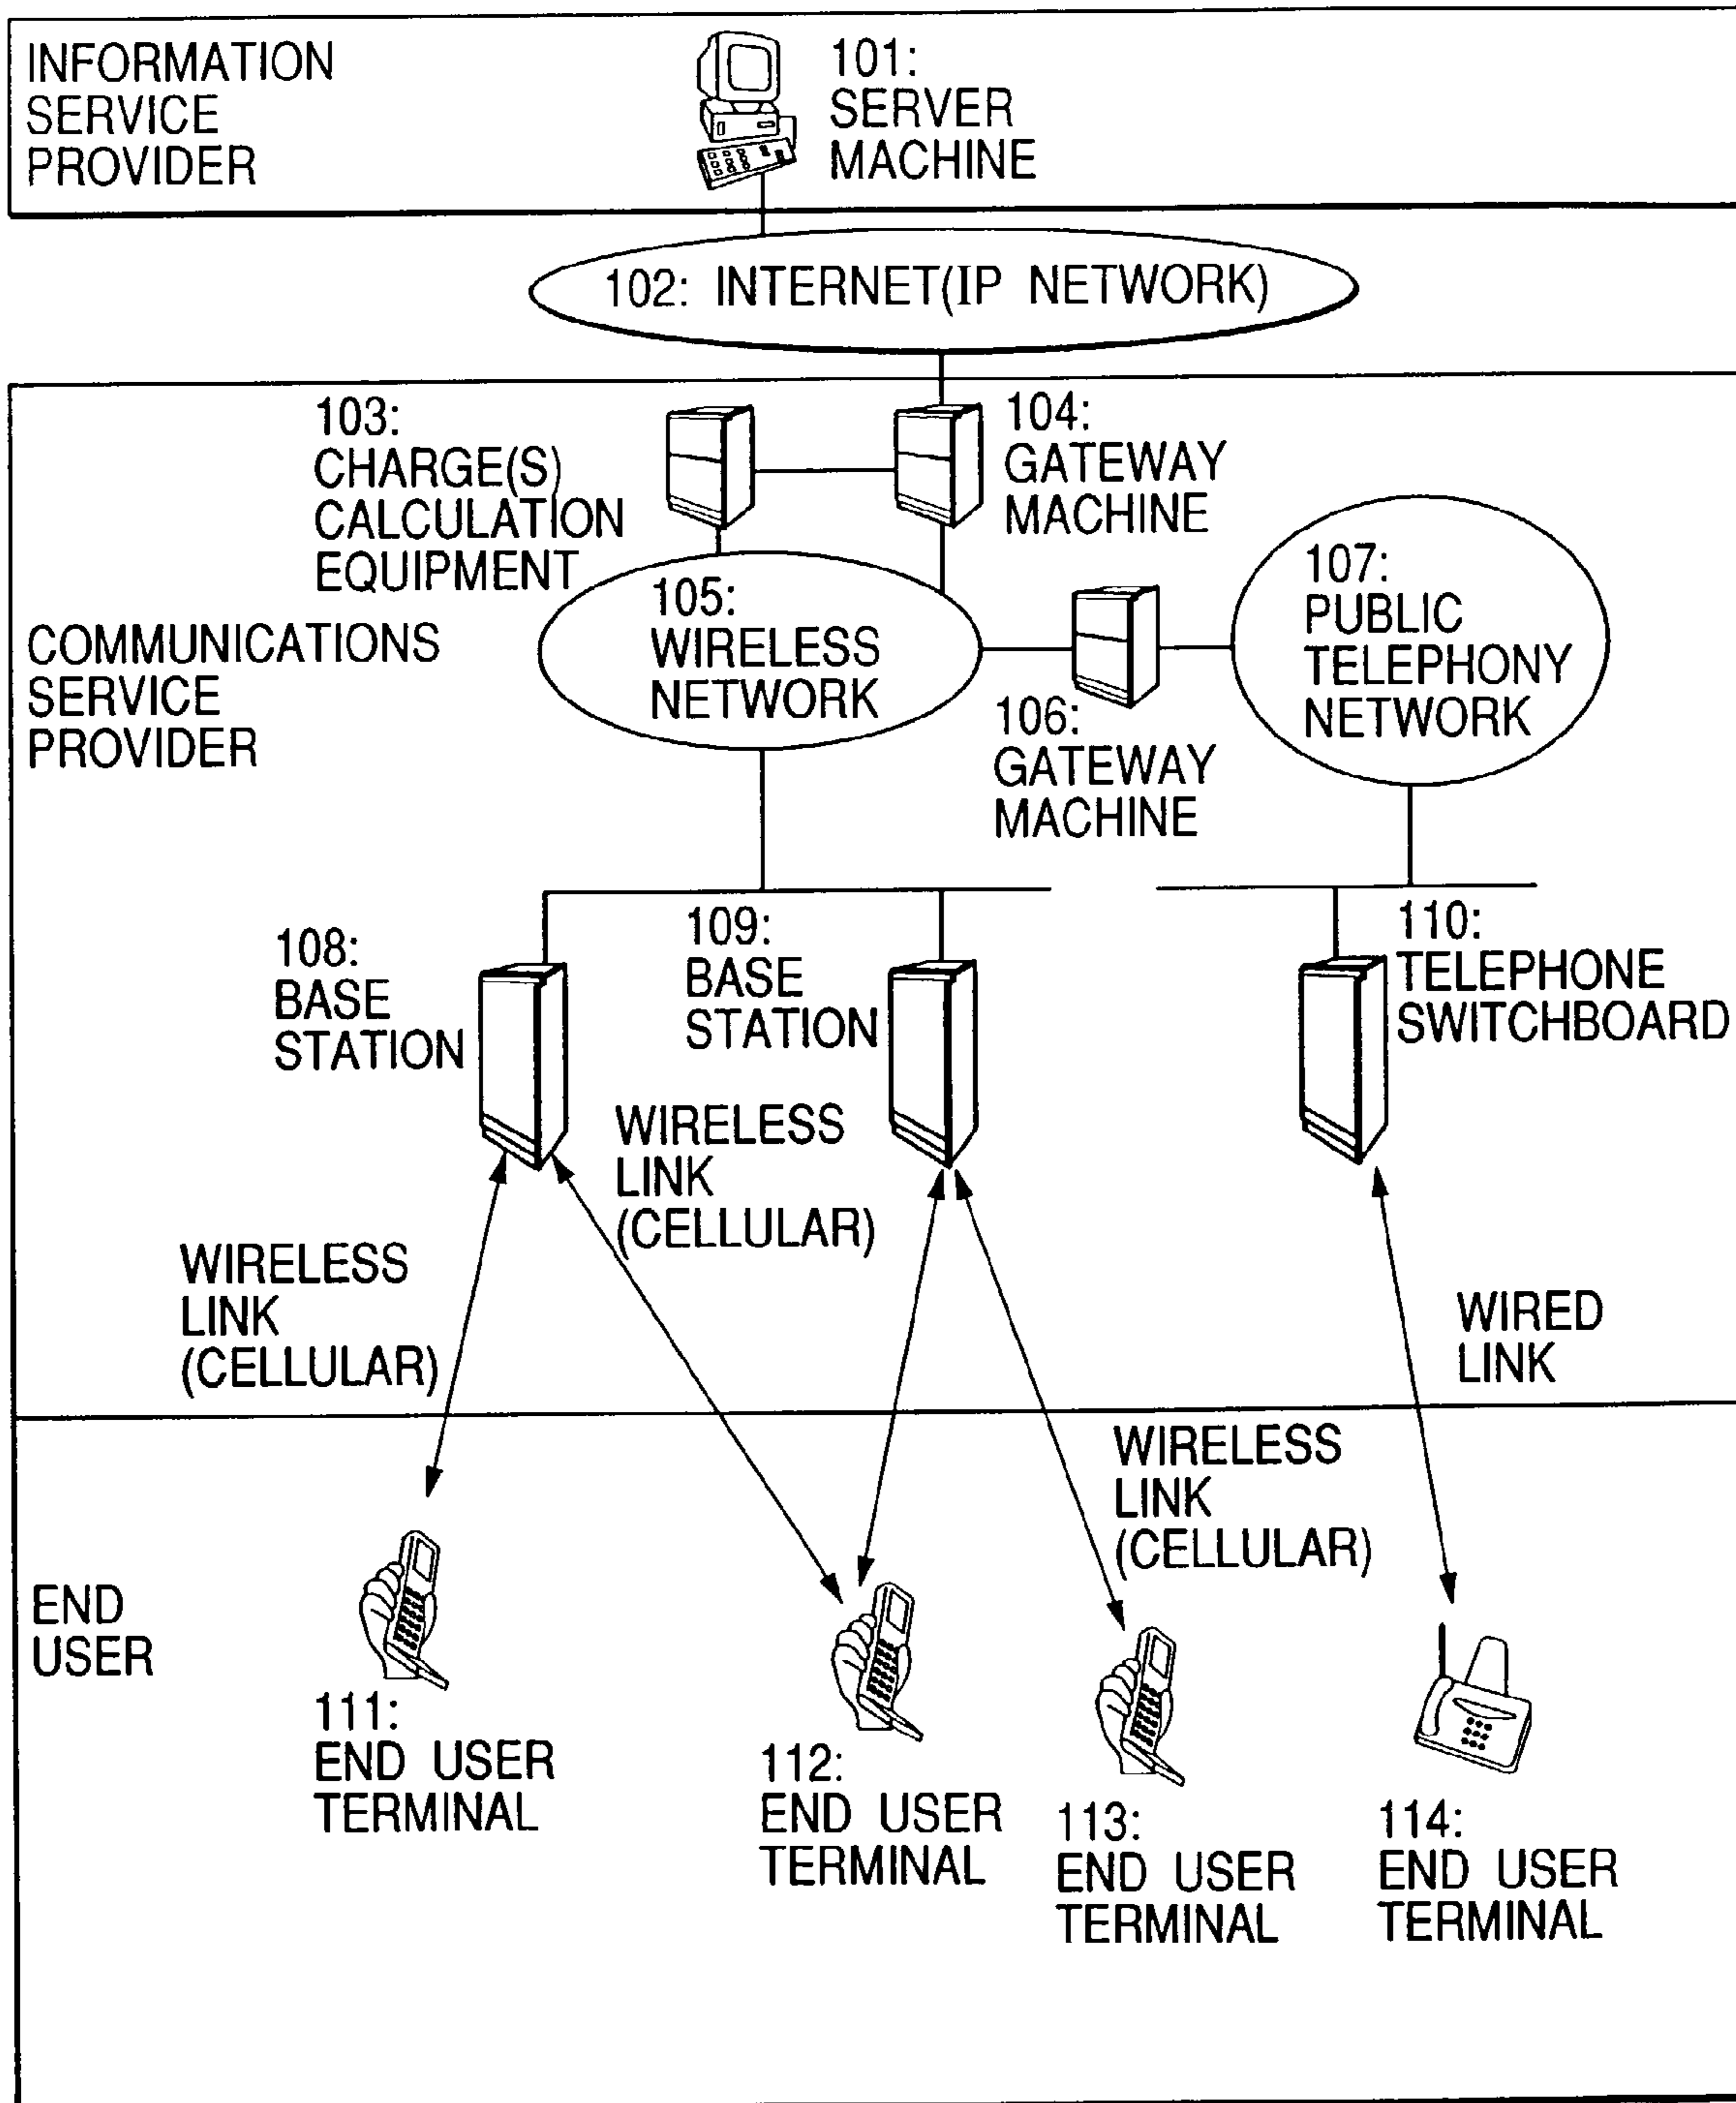 INFORMATION
SERVICE
PROVIDER
101:
SERVER
MACHINE
102: INTERNET(IP NETWORK)
103:
CHARGE(S)
CALCULATION
EQUIPMENT
104:
GATEWAY
MACHINE
COMMUNICATIONS
SERVICE
PROVIDER
105:
WIRELESS
NETWORK
106:
GATEWAY
MACHINE
107:
PUBLIC
TELEPHONY
NETWORK
108:
BASE
STATION
109:
BASE
STATION
110:
TELEPHONE
SWITCHBOARD
WIRELESS
LINK
(CELLULAR)
WIRELESS
LINK
(CELLULAR)
WIRED
LINK
WIRELESS
LINK
(CELLULAR)
END
USER
111:
END USER
TERMINAL
112:
END USER
TERMINAL
113:
END USER
TERMINAL
114:
END USER
TERMINAL